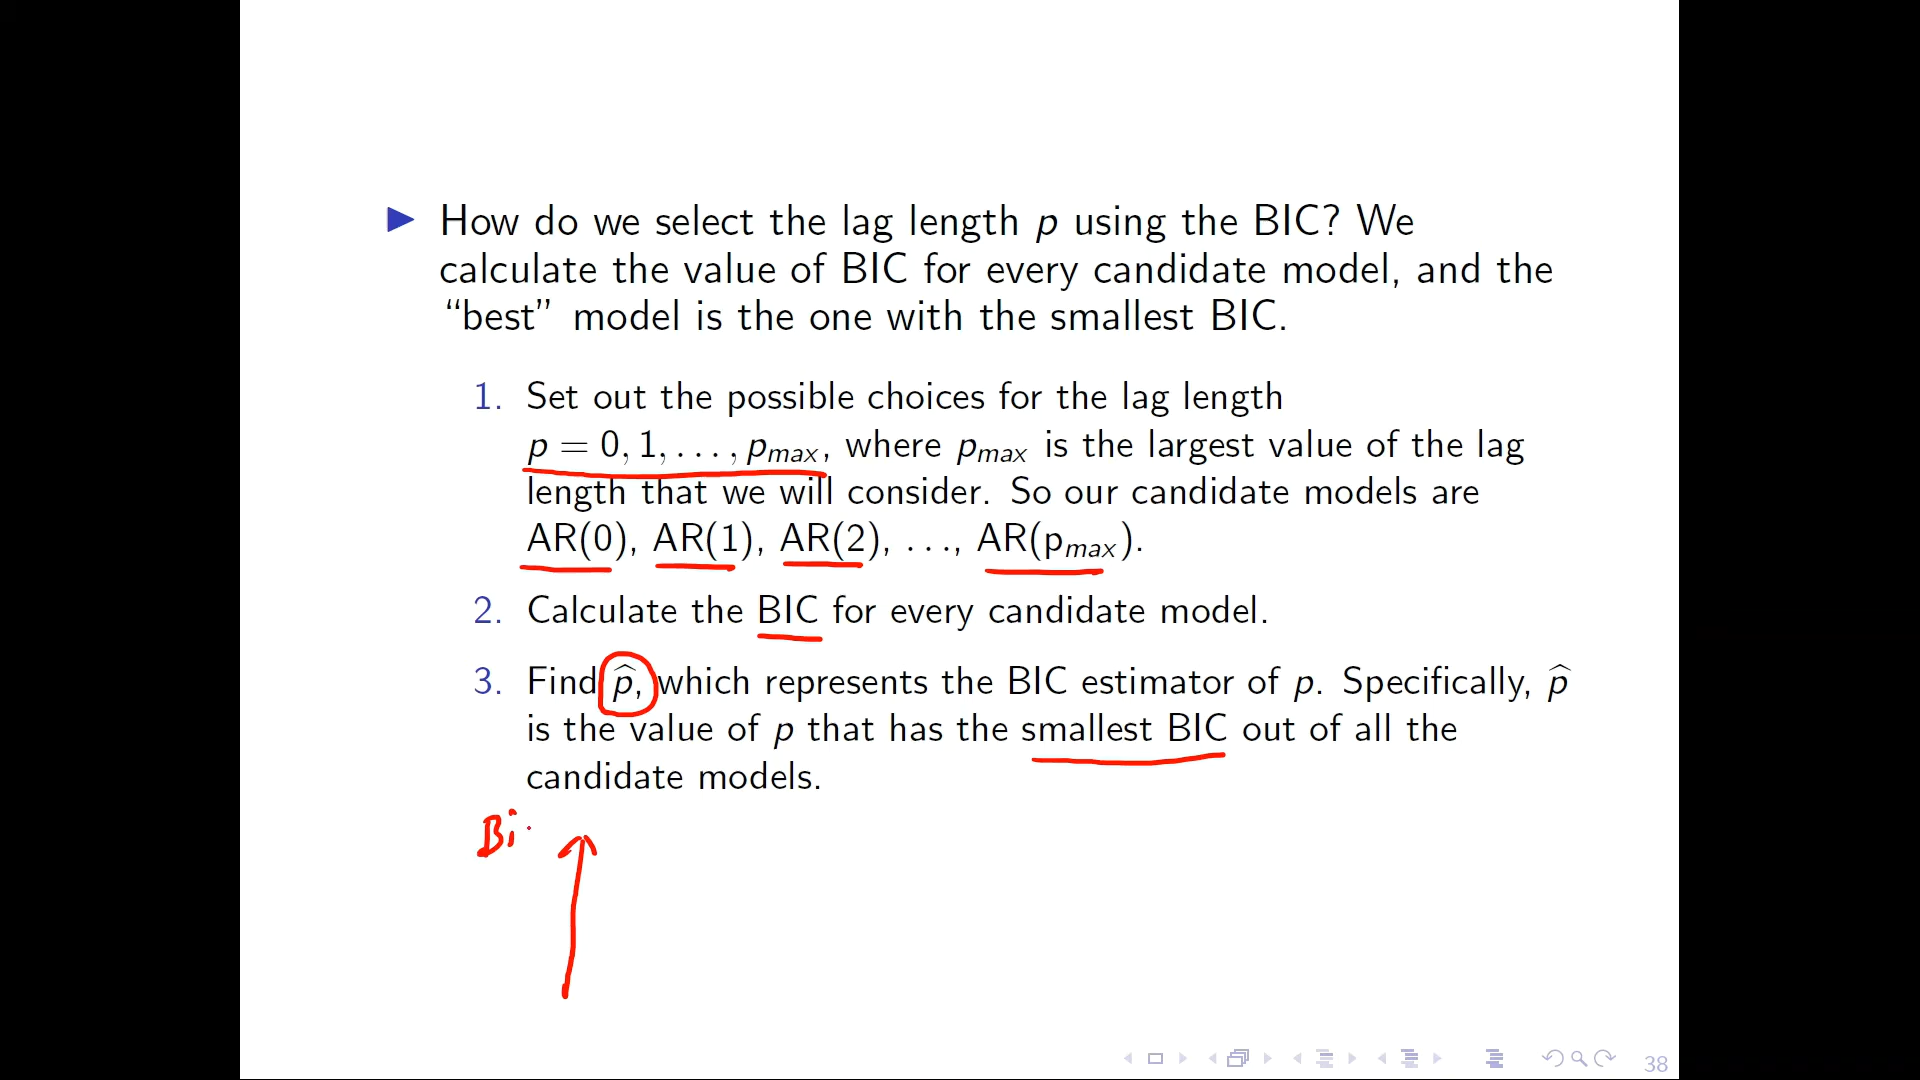 How do we select the lag length p using the BIC? We
calculate the value of BIC for every candidate model, and the
“best” model is the one with the smallest BIC.
1. Set out the possible choices for the lag length
p = 0, 1, . . . , pmax, where pmax is the largest value of the lag
length that we will consider. So our candidate models are
AR(0), AR(1), AR(2), . . ., AR(pmax).
2. Calculate the BIC for every candidate model.
3. Find p̂, which represents the BIC estimator of p. Specifically, p̂
is the value of p that has the smallest BIC out of all the
candidate models.
Bi
38